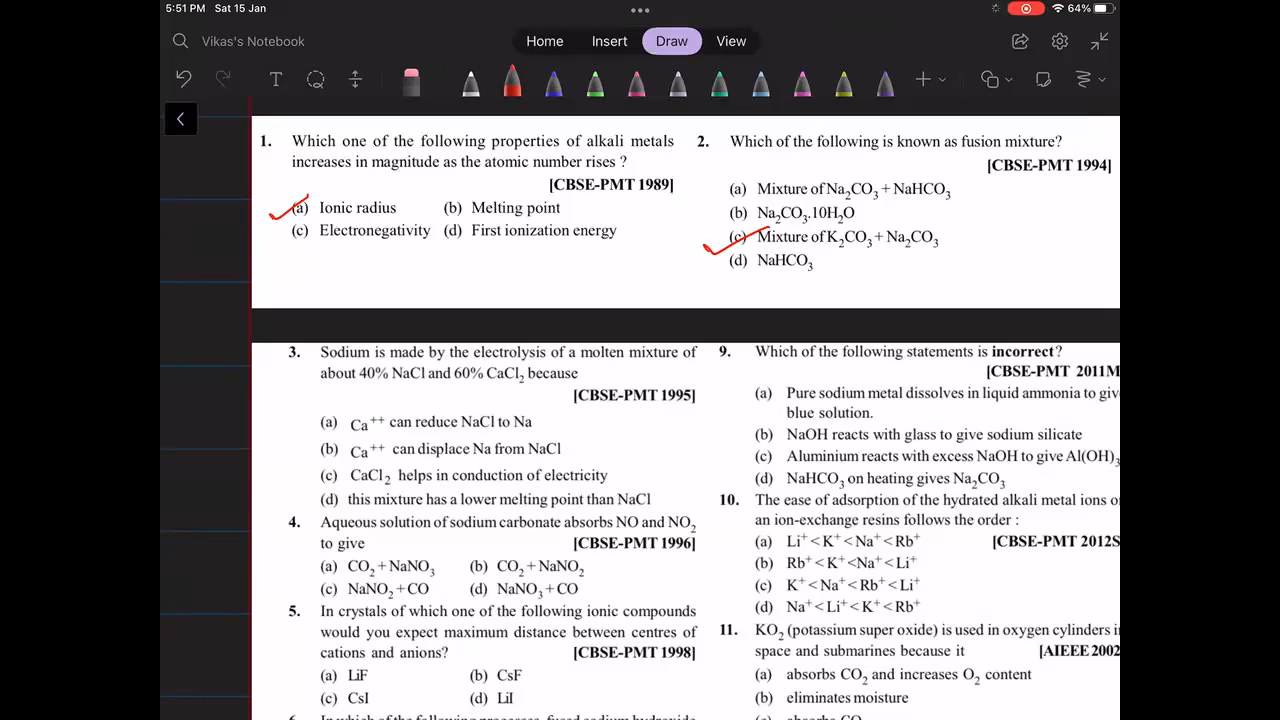 5:51 PM Sat 15 Jan
64%
Vikas's Notebook
Home Insert Draw View
1. Which one of the following properties of alkali metals
increases in magnitude as the atomic number rises ?
[CBSE-PMT 1989]
(a) Ionic radius (b) Melting point
(c) Electronegativity (d) First ionization energy
2. Which of the following is known as fusion mixture?
[CBSE-PMT 1994]
(a) Mixture of Na₂CO₃ + NaHCO₃
(b) Na₂CO₃.10H₂O
(c) Mixture of K₂CO₃ + Na₂CO₃
(d) NaHCO₃
3. Sodium is made by the electrolysis of a molten mixture of
about 40% NaCl and 60% CaCl₂ because
[CBSE-PMT 1995]
(a) Ca⁺⁺ can reduce NaCl to Na
(b) Ca⁺⁺ can displace Na from NaCl
(c) CaCl₂ helps in conduction of electricity
(d) this mixture has a lower melting point than NaCl
4. Aqueous solution of sodium carbonate absorbs NO and NO₂
to give [CBSE-PMT 1996]
(a) CO₂ + NaNO₃ (b) CO₂ + NaNO₂
(c) NaNO₂ + CO (d) NaNO₃ + CO
5. In crystals of which one of the following ionic compounds
would you expect maximum distance between centres of
cations and anions? [CBSE-PMT 1998]
(a) LiF (b) CsF
(c) CsI (d) LiI
9. Which of the following statements is incorrect?
[CBSE-PMT 2011M
(a) Pure sodium metal dissolves in liquid ammonia to giv
blue solution.
(b) NaOH reacts with glass to give sodium silicate
(c) Aluminium reacts with excess NaOH to give Al(OH)₃
(d) NaHCO₃ on heating gives Na₂CO₃
10. The ease of adsorption of the hydrated alkali metal ions o
an ion-exchange resins follows the order :
(a) Li⁺ < K⁺ < Na⁺ < Rb⁺ [CBSE-PMT 2012S
(b) Rb⁺ < K⁺ < Na⁺ < Li⁺
(c) K⁺ < Na⁺ < Rb⁺ < Li⁺
(d) Na⁺ < Li⁺ < K⁺ < Rb⁺
11. KO₂ (potassium super oxide) is used in oxygen cylinders i
space and submarines because it [AIEEE 2002
(a) absorbs CO₂ and increases O₂ content
(b) eliminates moisture